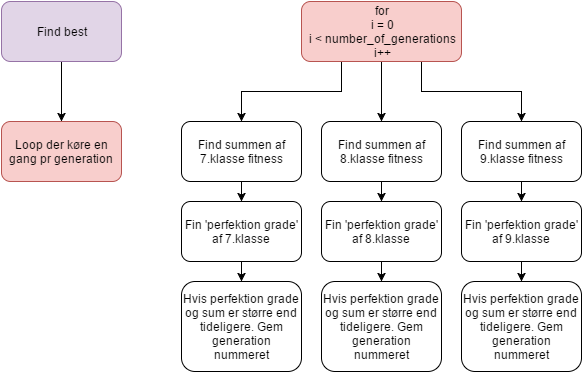 Find best
Loop der køre en
gang pr generation
for
i = 0
i < number_of_generations
i++
Find summen af
7.klasse fitness
Find summen af
8.klasse fitness
Find summen af
9.klasse fitness
Fin 'perfektion grade'
af 7.klasse
Fin 'perfektion grade'
af 8.klasse
Fin 'perfektion grade'
af 9.klasse
Hvis perfektion grade
og sum er større end
tideligere. Gem
generation
nummeret
Hvis perfektion grade
og sum er større end
tideligere. Gem
generation
nummeret
Hvis perfektion grade
og sum er større end
tideligere. Gem
generation
nummeret